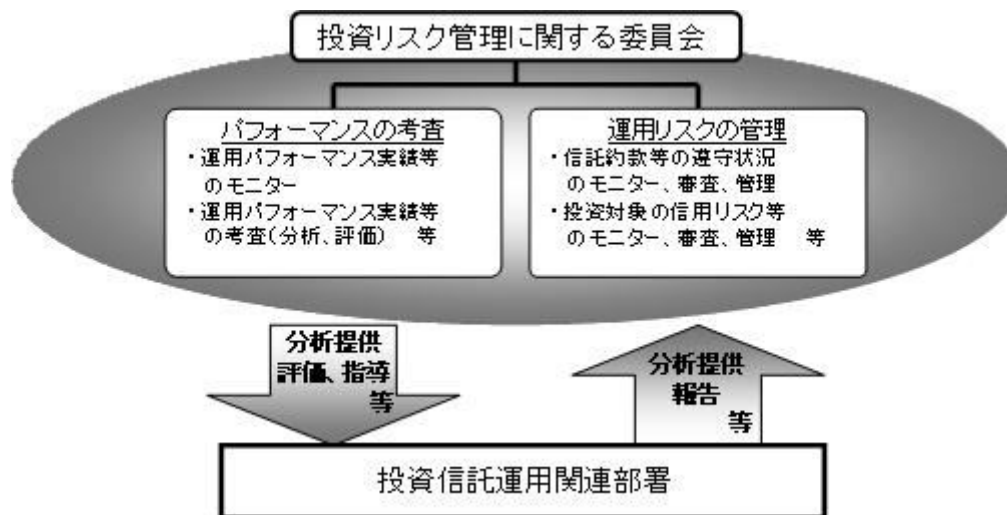 投資リスク管理に関する委員会
パフォーマンスの考査
・運用パフォーマンス実績等
のモニター
・運用パフォーマンス実績等
の考査(分析、評価) 等
運用リスクの管理
・信託約款等の遵守状況
のモニター、審査、管理
・投資対象の信用リスク等
のモニター、審査、管理 等
分析提供
評価、指導
等
分析提供
報告
等
投資信託運用関連部署